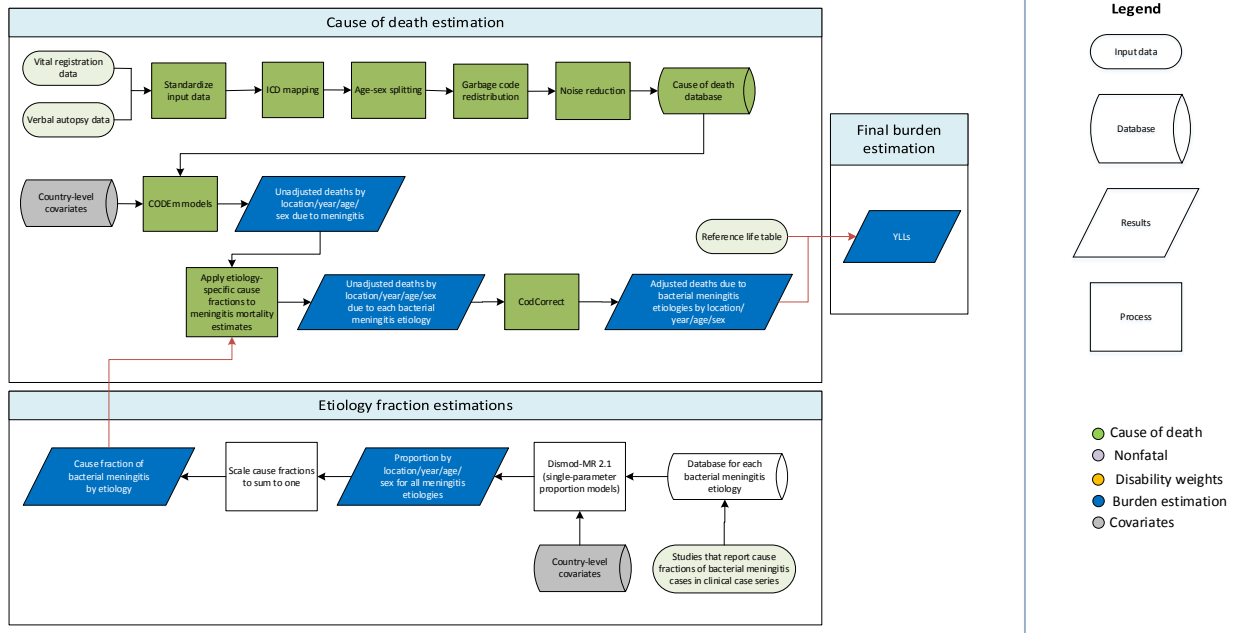 Cause of death estimation
Vital registration
data
Verbal autopsy data
Standardize
input data
ICD mapping
Age-sex splitting
Garbage code
redistribution
Noise reduction
Cause of death
database
Country-level
covariates
CODEm models
Unadjusted deaths by
location/year/age/
sex due to meningitis
Apply etiology-
specific cause
fractions to
meningitis mortality
estimates
Unadjusted deaths by
location/year/age/sex
due to each bacterial
meningitis etiology
CodCorrect
Adjusted deaths due to
bacterial meningitis
etiologies by location/
year/age/sex
Reference life table
Final burden
estimation
YLLs
Etiology fraction estimations
Cause fraction of
bacterial meningitis
by etiology
Scale cause fractions
to sum to one
Proportion by
location/year/age/
sex for all meningitis
etiologies
Dismod-MR 2.1
(single-parameter
proportion models)
Database for each
bacterial meningitis
etiology
Country-level
covariates
Studies that report cause
fractions of bacterial meningitis
cases in clinical case series
Legend
Input data
Database
Results
Process
Cause of death
Nonfatal
Disability weights
Burden estimation
Covariates